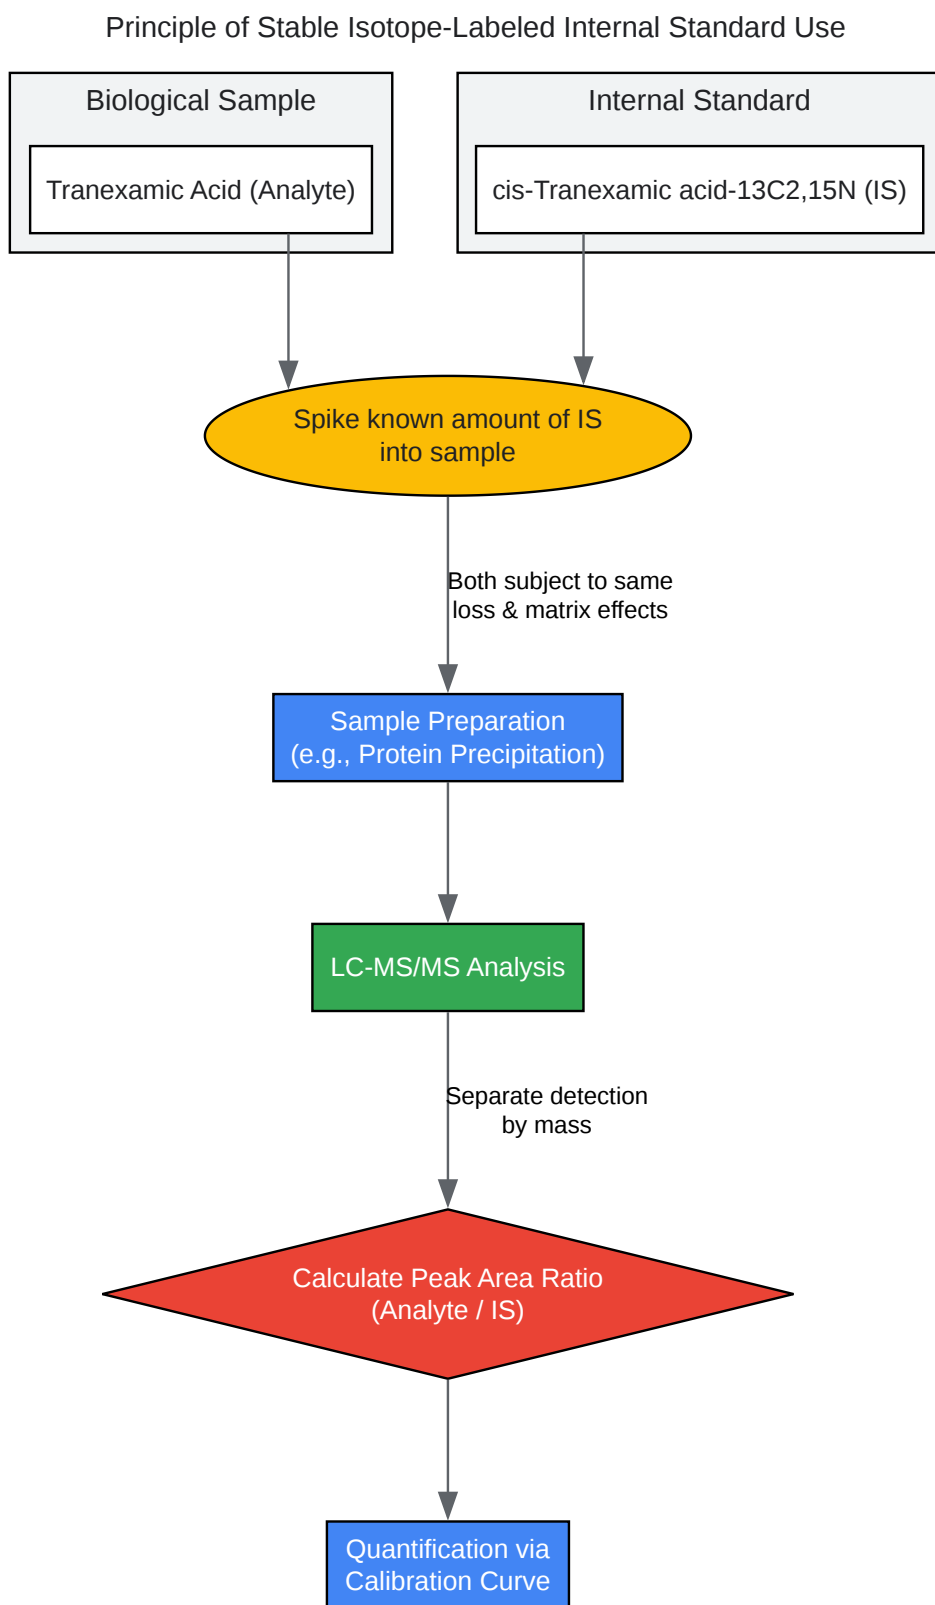 Principle of Stable Isotope-Labeled Internal Standard Use
Biological Sample
Internal Standard
Tranexamic Acid (Analyte)
cis-Tranexamic acid-13C2,15N (IS)
Spike known amount of IS
into sample
Both subject to same
loss & matrix effects
Sample Preparation
(e.g., Protein Precipitation)
LC-MS/MS Analysis
Separate detection
by mass
Calculate Peak Area Ratio
(Analyte / IS)
Quantification via
Calibration Curve